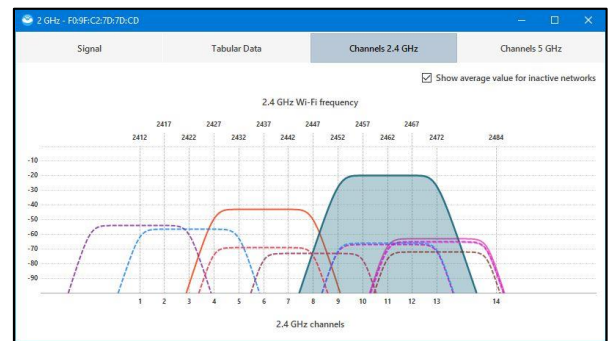 2 GHz - F0:9F:C2:7D:7D:CD
Signal Tabular Data Channels 2.4 GHz Channels 5 GHz
Show average value for inactive networks
2.4 GHz Wi-Fi frequency
2417 2427 2437 2447 2457 2467
2412 2422 2432 2442 2452 2462 2472 2484
-10
-20
-30
-40
-50
-60
-70
-80
-90
1 2 3 4 5 6 7 8 9 10 11 12 13 14
2.4 GHz channels